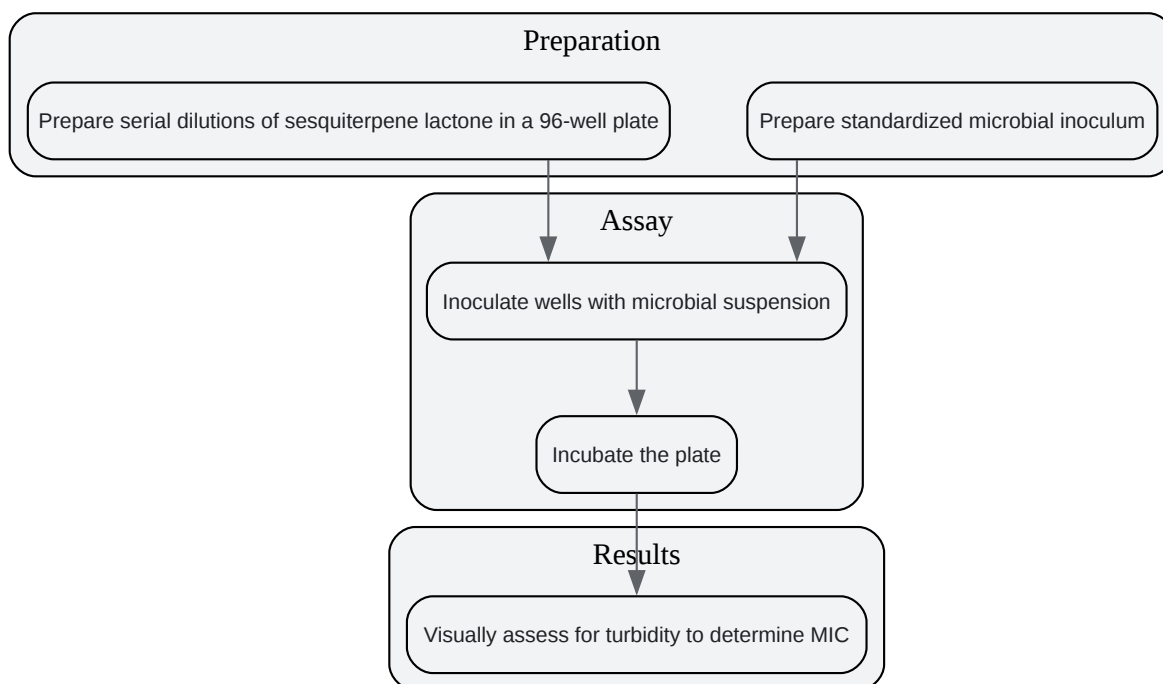 Preparation
Prepare serial dilutions of sesquiterpene lactone in a 96-well plate
Prepare standardized microbial inoculum
Assay
Inoculate wells with microbial suspension
Incubate the plate
Results
Visually assess for turbidity to determine MIC